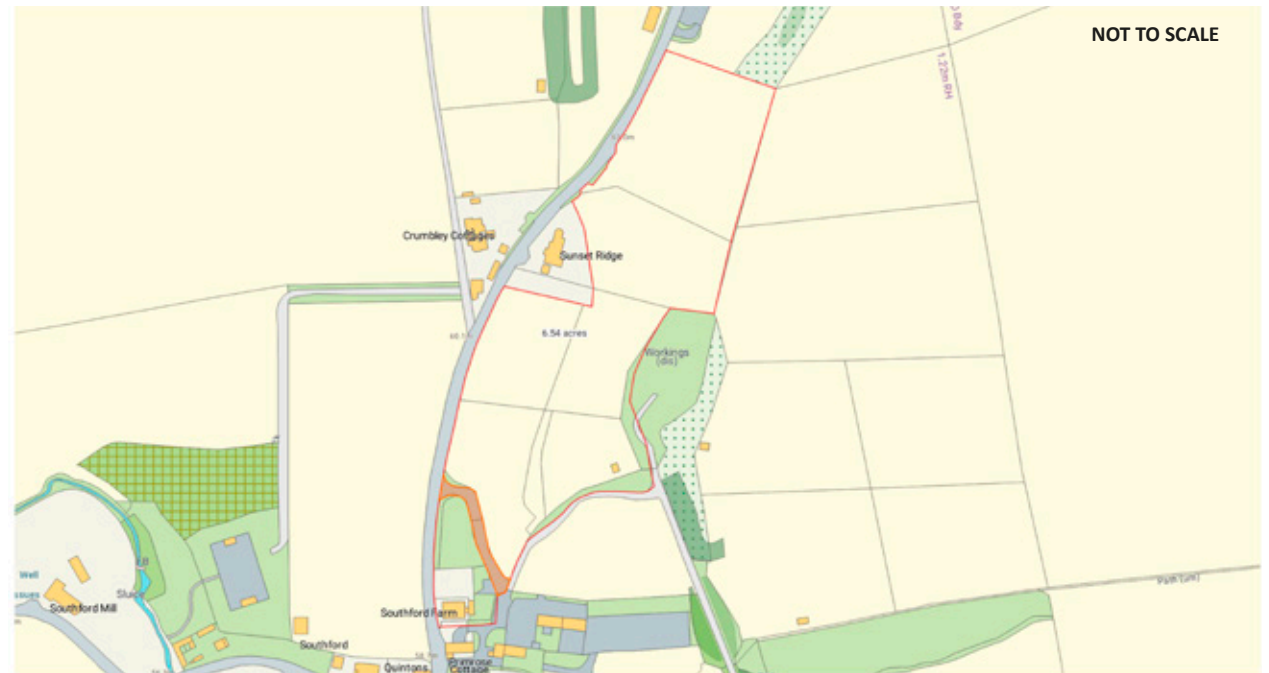 NOT TO SCALE
1.22m RH
Crumbley Cottages
Sunset Ridge
6.54 acres
Workings
(dis)
Well
Sluice
Southford Mill
Southford Farm
Southford
Quintons
Primrose
Cottage
Path (um)